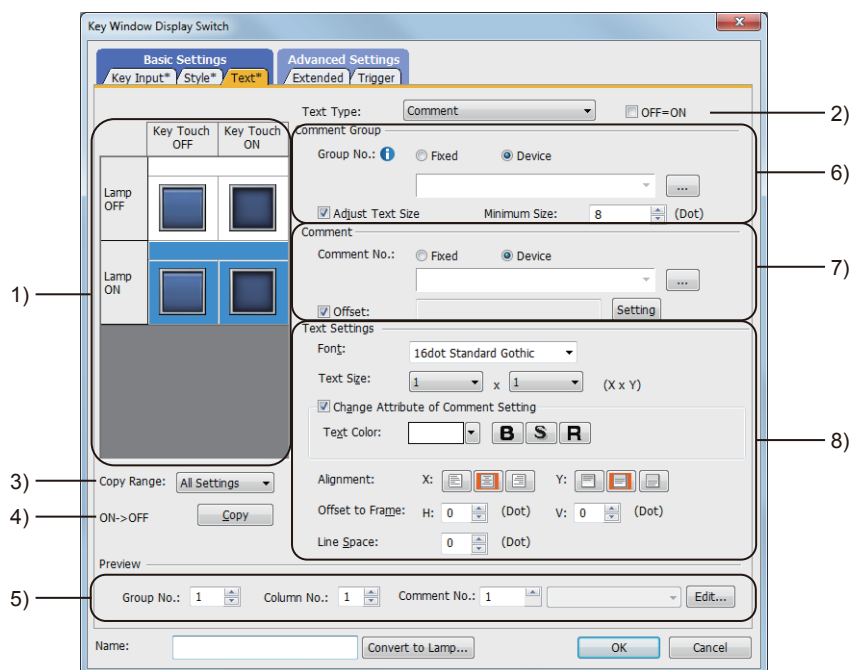 Key Window Display Switch
Basic Settings Advanced Settings
Key Input* Style* Text* Extended Trigger
Text Type: Comment OFF=ON 2)
Key Touch OFF Key Touch ON
Comment Group
Group No.: Fixed Device 6)
...
Lamp OFF
Adjust Text Size Minimum Size: 8 (Dot)
Comment
Comment No.: Fixed Device 7)
...
1) Lamp ON
Offset: Setting
Text Settings
Font: 16dot Standard Gothic
Text Size: 1 x 1 (X x Y)
Change Attribute of Comment Setting
Text Color: B S R
8)
3) Copy Range: All Settings
Alignment: X: Y:
4) ON->OFF Copy
Offset to Frame: H: 0 (Dot) V: 0 (Dot)
Line Space: 0 (Dot)
Preview
5) Group No.: 1 Column No.: 1 Comment No.: 1 Edit...
Name: Convert to Lamp... OK Cancel